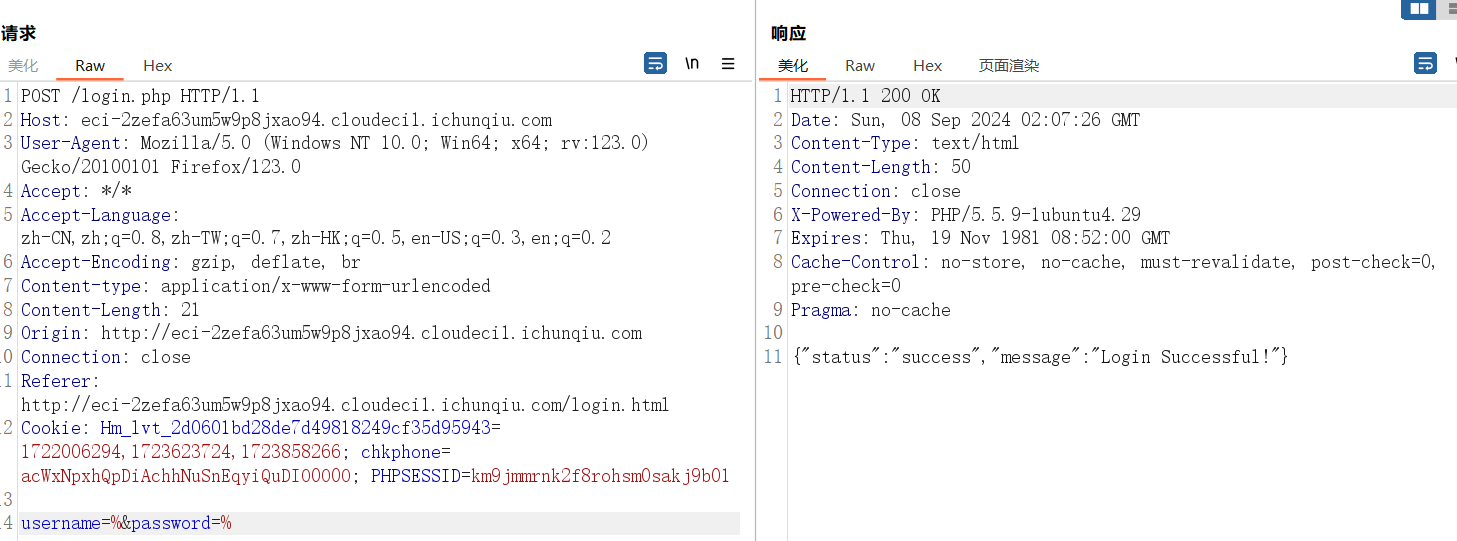 请求
美化 Raw Hex \n
1 POST /login.php HTTP/1.1
2 Host: eci-2zefa63um5w9p8jxao94.cloudeci1.ichunqiu.com
3 User-Agent: Mozilla/5.0 (Windows NT 10.0; Win64; x64; rv:123.0)
Gecko/20100101 Firefox/123.0
4 Accept: */*
5 Accept-Language:
zh-CN,zh;q=0.8,zh-TW;q=0.7,zh-HK;q=0.5,en-US;q=0.3,en;q=0.2
6 Accept-Encoding: gzip, deflate, br
7 Content-type: application/x-www-form-urlencoded
8 Content-Length: 21
9 Origin: http://eci-2zefa63um5w9p8jxao94.cloudeci1.ichunqiu.com
0 Connection: close
1 Referer:
http://eci-2zefa63um5w9p8jxao94.cloudeci1.ichunqiu.com/login.html
2 Cookie: Hm_lvt_2d0601bd28de7d49818249cf35d95943=
1722006294,1723623724,1723858266; chkphone=
acWxNpxhQpDiAchhNuSnEqyiQuDIO0000; PHPSESSID=km9jmmrnk2f8rohsm0sakj9b01
3
4 username=%&password=%
响应
美化 Raw Hex 页面渲染
1 HTTP/1.1 200 OK
2 Date: Sun, 08 Sep 2024 02:07:26 GMT
3 Content-Type: text/html
4 Content-Length: 50
5 Connection: close
6 X-Powered-By: PHP/5.5.9-1ubuntu4.29
7 Expires: Thu, 19 Nov 1981 08:52:00 GMT
8 Cache-Control: no-store, no-cache, must-revalidate, post-check=0,
pre-check=0
9 Pragma: no-cache
10
11 {"status":"success","message":"Login Successful!"}